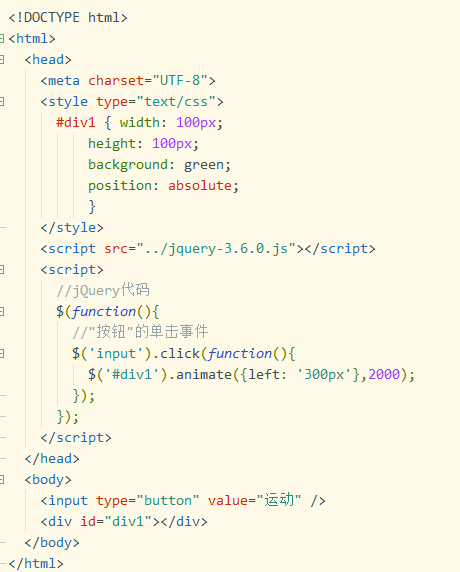 <!DOCTYPE html>
<html>
<head>
<meta charset="UTF-8">
<style type="text/css">
#div1 { width: 100px;
height: 100px;
background: green;
position: absolute;
}
</style>
<script src="../jquery-3.6.0.js"></script>
<script>
//jQuery代码
$(function(){
//"按钮"的单击事件
$('input').click(function(){
$('#div1').animate({left: '300px'},2000);
});
});
</script>
</head>
<body>
<input type="button" value="运动" />
<div id="div1"></div>
</body>
</html>